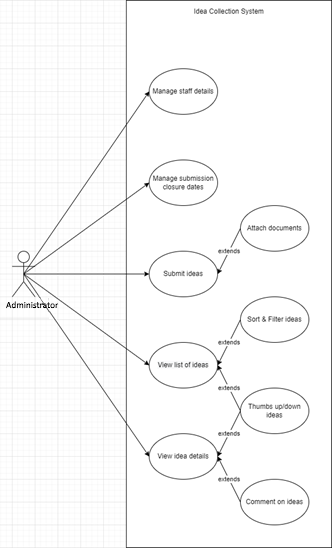 Idea Collection System
Manage staff details
Manage submission
closure dates
Attach documents
extends
Submit ideas
Administrator
Sort & Filter ideas
extends
View list of ideas
extends
Thumbs up/down
ideas
extends
View idea details
extends
Comment on ideas